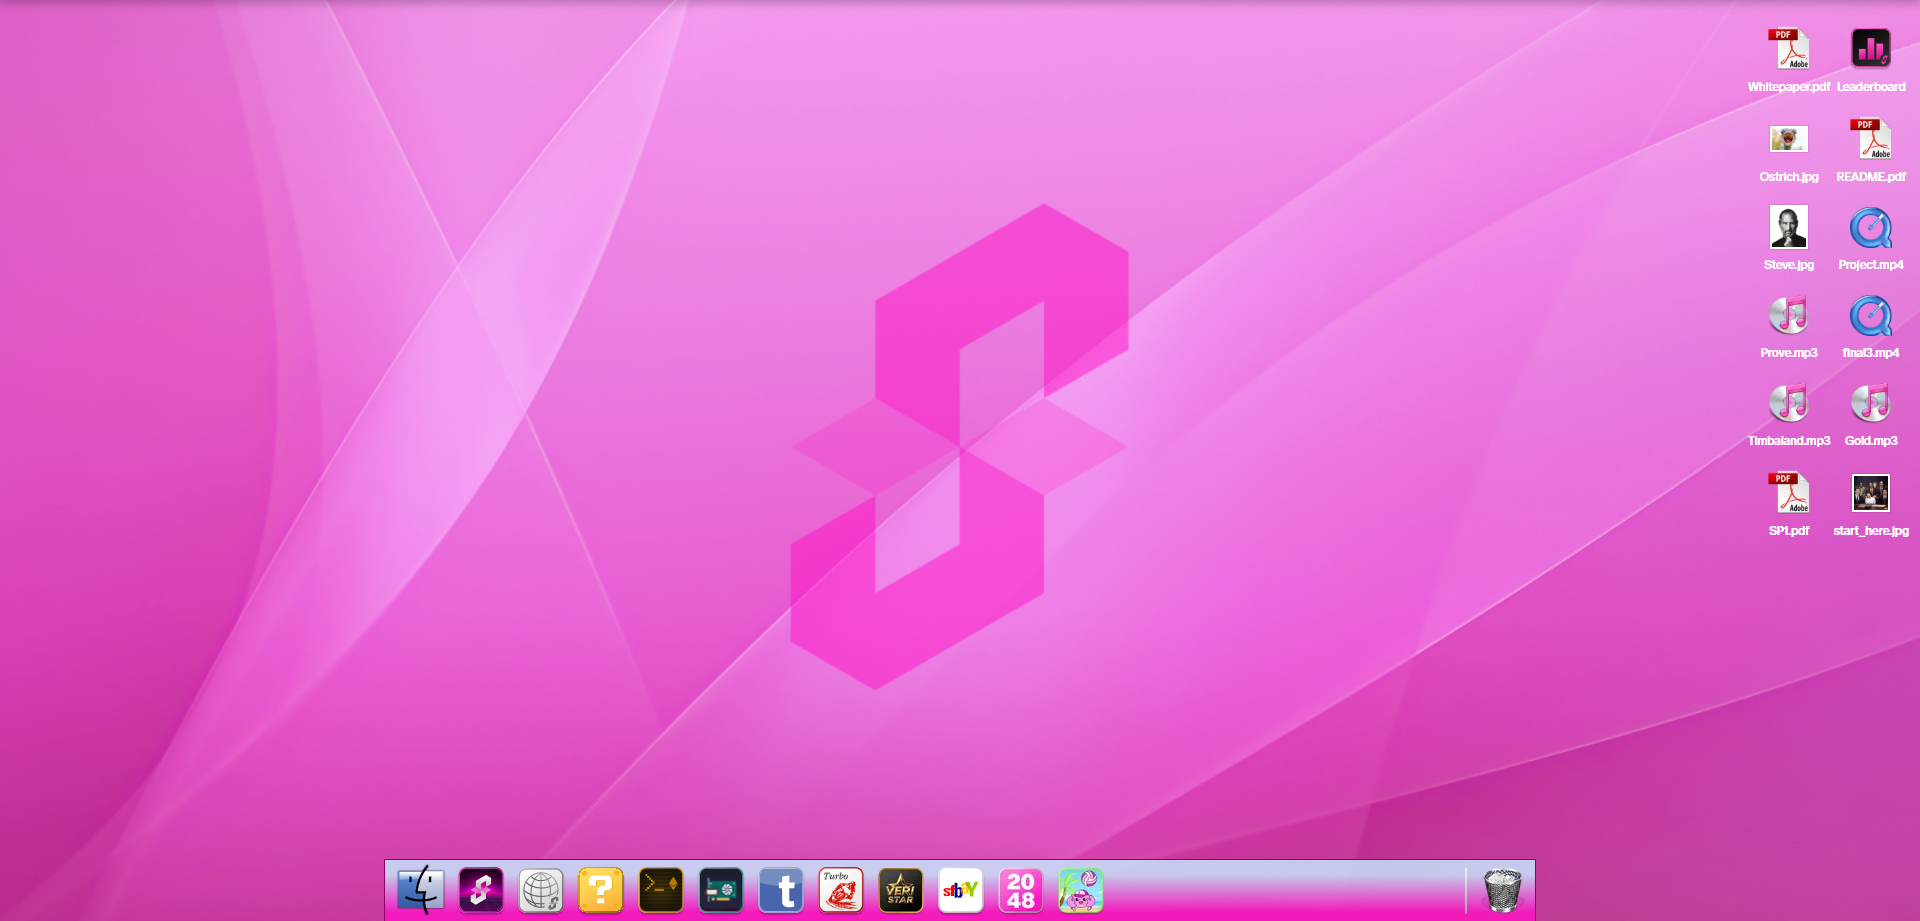 PDF
Adobe
Whitepaper.pdf
Leaderboard
Ostrich.jpg
PDF
Adobe
README.pdf
Steve.jpg
Project.mp4
Prove.mp3
final3.mp4
Timbaland.mp3
Gold.mp3
PDF
Adobe
SP1.pdf
start_here.jpg
?
>_
t
Turbo
VERI
STAR
sfbaY
20
48